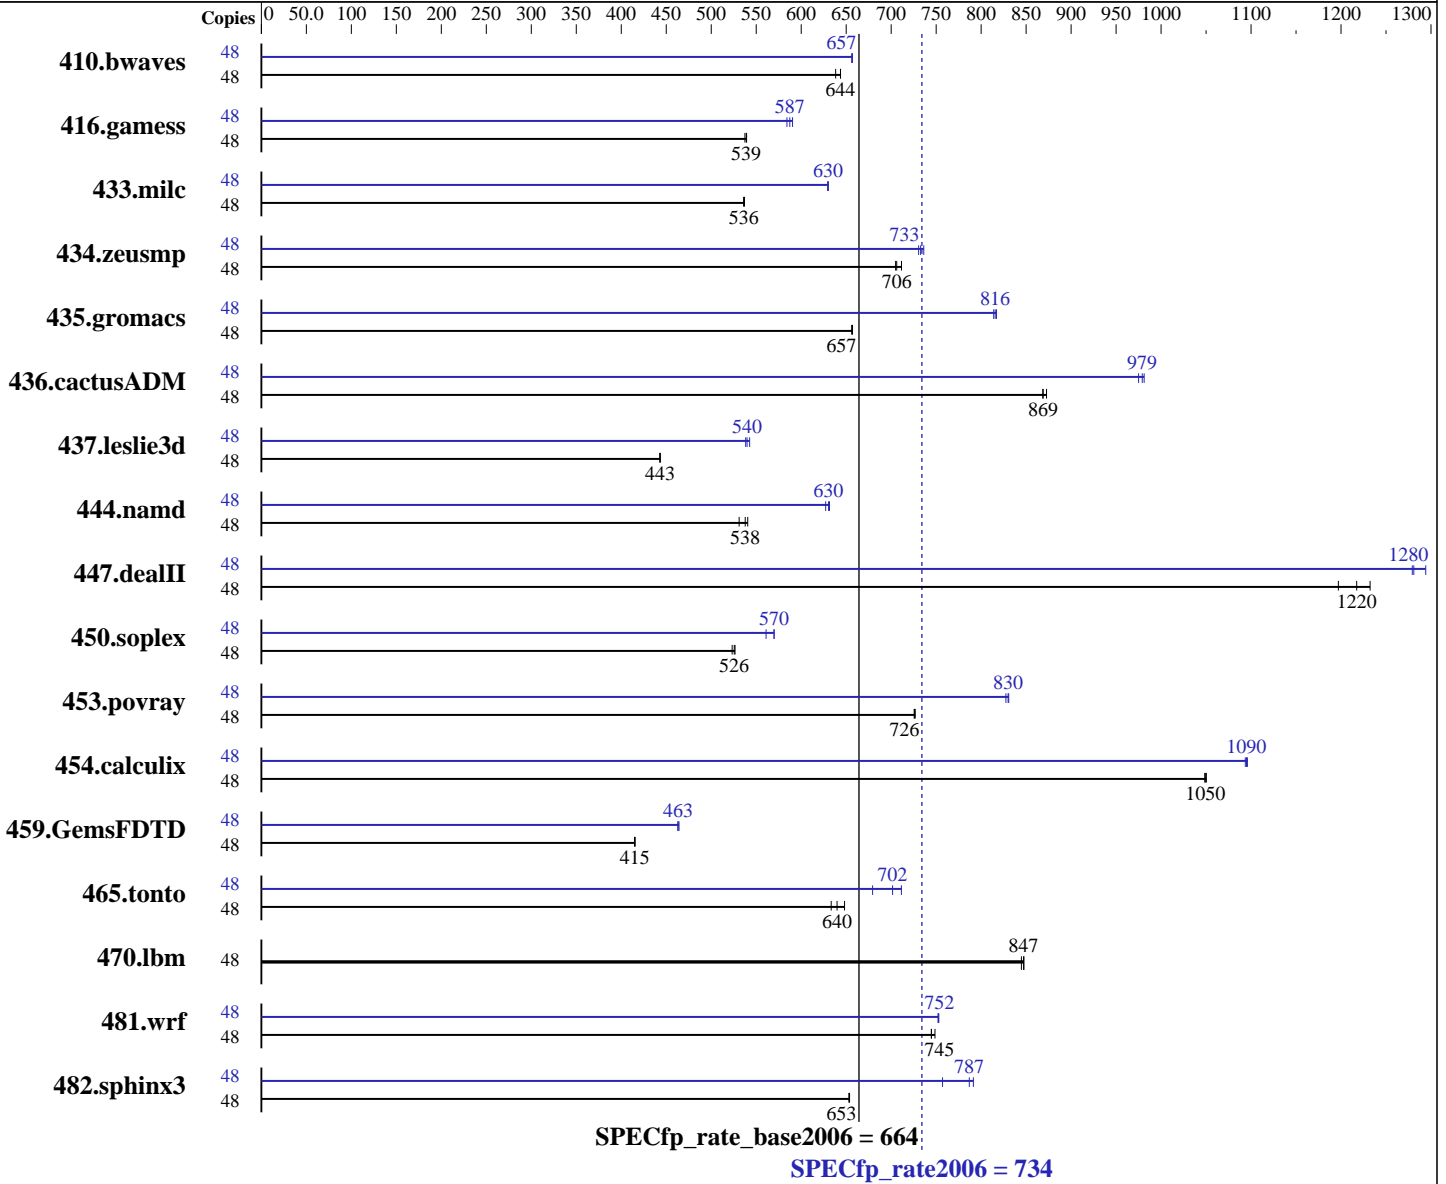 Copies 0 50.0 100 150 200 250 300 350 400 450 500 550 600 650 700 750 800 850 900 950 1000 1100 1200 1300
410.bwaves 48 657
48 644
416.gamess 48 587
48 539
433.milc 48 630
48 536
434.zeusmp 48 733
48 706
435.gromacs 48 816
48 657
436.cactusADM 48 979
48 869
437.leslie3d 48 540
48 443
444.namd 48 630
48 538
447.dealII 48 1280
48 1220
450.soplex 48 570
48 526
453.povray 48 830
48 726
454.calculix 48 1090
48 1050
459.GemsFDTD 48 463
48 415
465.tonto 48 702
48 640
470.lbm 48 847
481.wrf 48 752
48 745
482.sphinx3 48 787
48 653
SPECfp_rate_base2006 = 664
SPECfp_rate2006 = 734